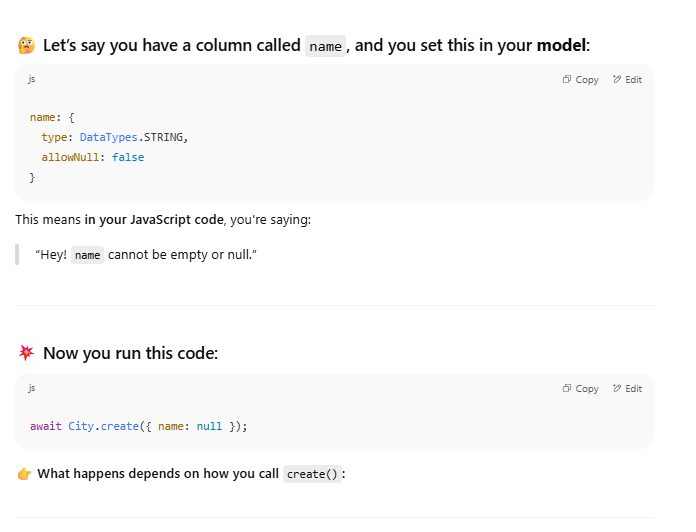 🤔 Let's say you have a column called name, and you set this in your model:
js Copy Edit
name: {
  type: DataTypes.STRING,
  allowNull: false
}
This means in your JavaScript code, you're saying:
"Hey! name cannot be empty or null."
💥 Now you run this code:
js Copy Edit
await City.create({ name: null });
👉 What happens depends on how you call create():